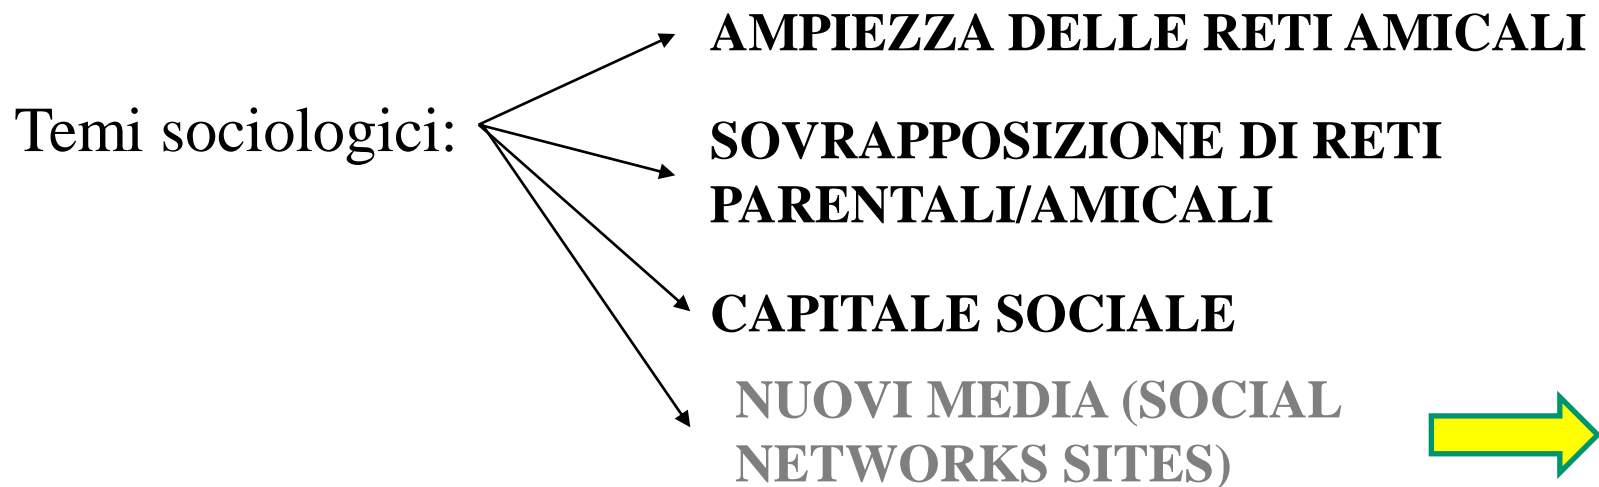 AMPIEZZA DELLE RETI AMICALI
Temi sociologici:
SOVRAPPOSIZIONE DI RETI
PARENTALI/AMICALI
CAPITALE SOCIALE
NUOVI MEDIA (SOCIAL
NETWORKS SITES)